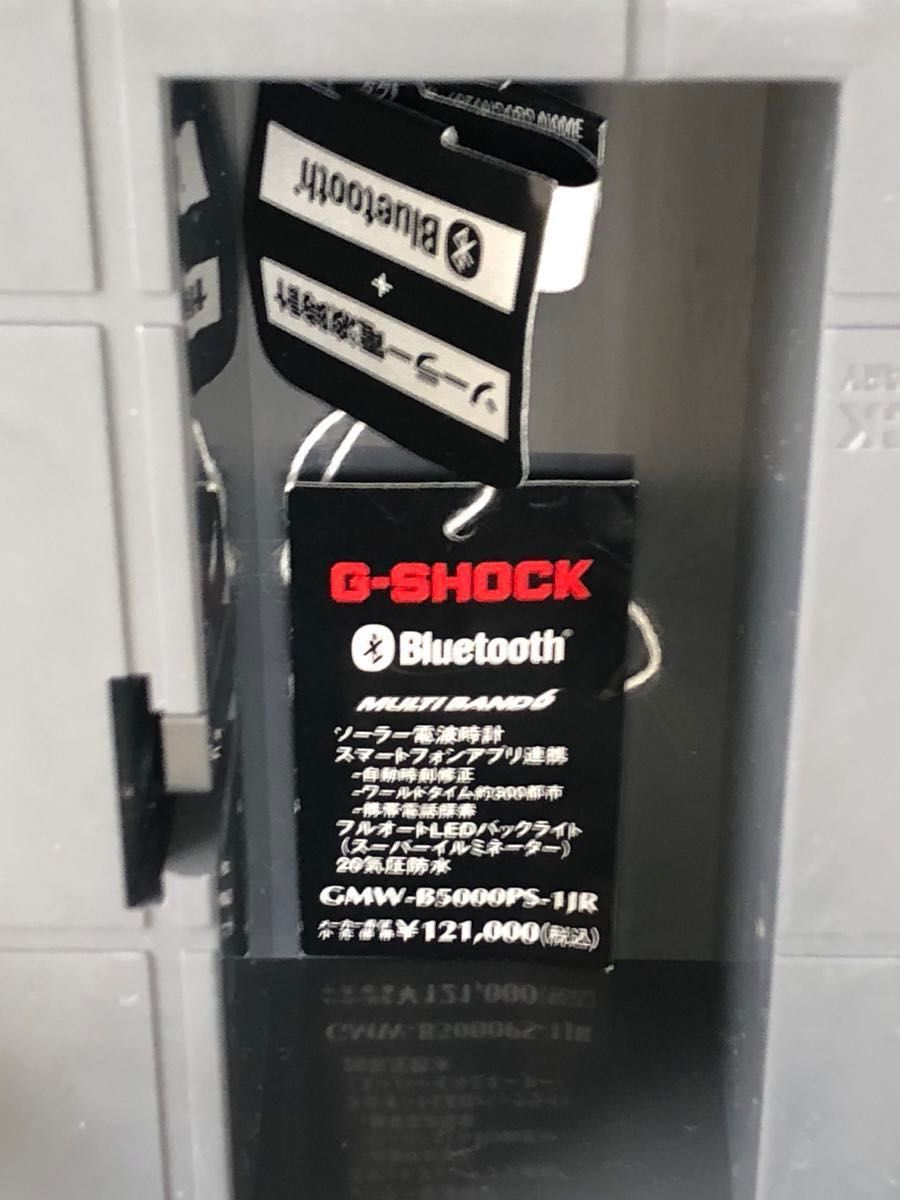 Bluetooth
+
ソーラー電波時計
G-SHOCK
Bluetooth®
MULTI BAND 6
ソーラー電波時計
スマートフォンアプリ連携
-自動時刻修正
-ワールドタイム約300都市
-携帯電話探索
フルオートLEDバックライト
(スーパーイルミネーター)
20気圧防水
GMW-B5000PS-1JR
¥121,000(税込)